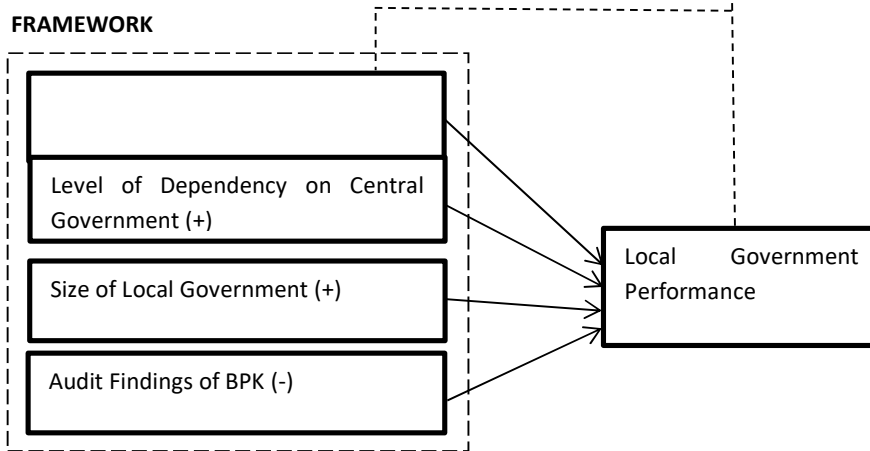 FRAMEWORK
Level of Dependency on Central
Government (+)
Size of Local Government (+)
Audit Findings of BPK (-)
Local Government
Performance